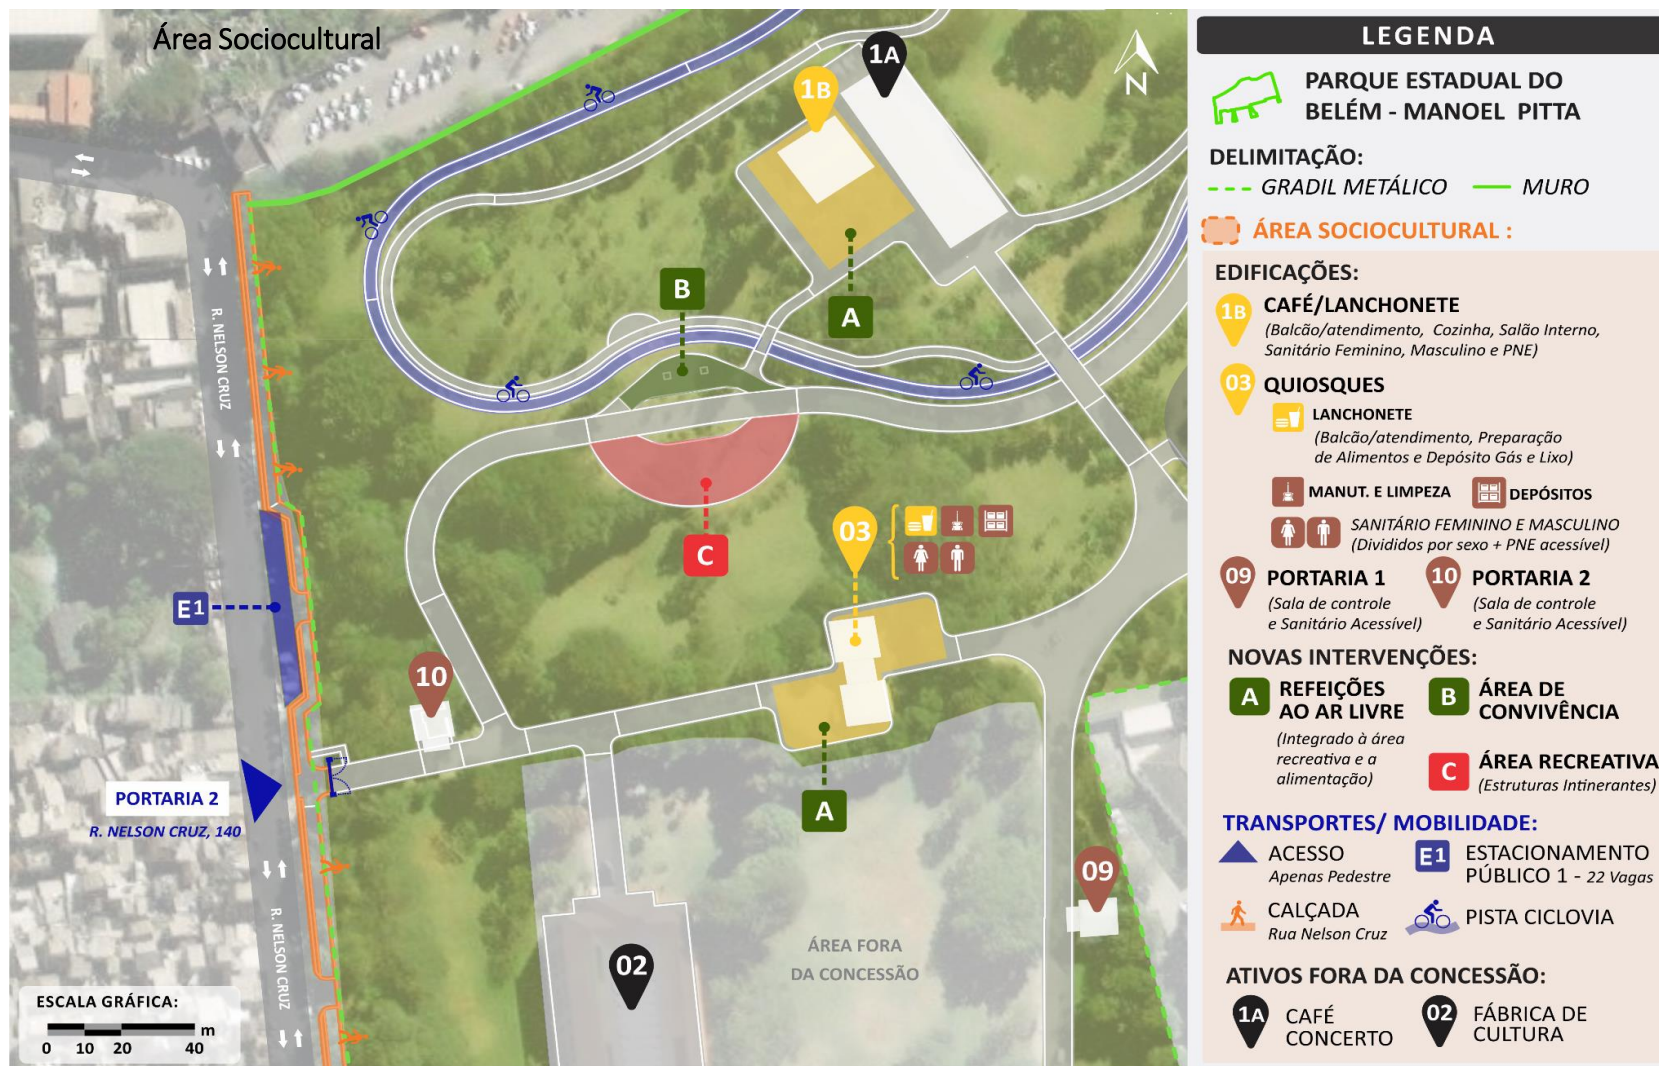 Área Sociocultural
1A
1B
N
B
A
R. NELSON CRUZ
C
03
E1
10
A
PORTARIA 2
R. NELSON CRUZ, 140
09
R. NELSON CRUZ
02
ÁREA FORA
DA CONCESSÃO
ESCALA GRÁFICA:
m
0 10 20 40
LEGENDA
PARQUE ESTADUAL DO
BELÉM - MANOEL PITTA
DELIMITAÇÃO:
GRADIL METÁLICO MURO
ÁREA SOCIOCULTURAL :
EDIFICAÇÕES:
1B CAFÉ/LANCHONETE
(Balcão/atendimento, Cozinha, Salão Interno,
Sanitário Feminino, Masculino e PNE)
03 QUIOSQUES
LANCHONETE
(Balcão/atendimento, Preparação
de Alimentos e Depósito Gás e Lixo)
MANUT. E LIMPEZA DEPÓSITOS
SANITÁRIO FEMININO E MASCULINO
(Divididos por sexo + PNE acessível)
09 PORTARIA 1
(Sala de controle
e Sanitário Acessível)
10 PORTARIA 2
(Sala de controle
e Sanitário Acessível)
NOVAS INTERVENÇÕES:
A REFEIÇÕES
AO AR LIVRE
(Integrado à área
recreativa e a
alimentação)
B ÁREA DE
CONVIVÊNCIA
C ÁREA RECREATIVA
(Estruturas Intinerantes)
TRANSPORTES/ MOBILIDADE:
ACESSO
Apenas Pedestre
E1 ESTACIONAMENTO
PÚBLICO 1 - 22 Vagas
CALÇADA
Rua Nelson Cruz
PISTA CICLOVIA
ATIVOS FORA DA CONCESSÃO:
1A CAFÉ
CONCERTO
02 FÁBRICA DE
CULTURA